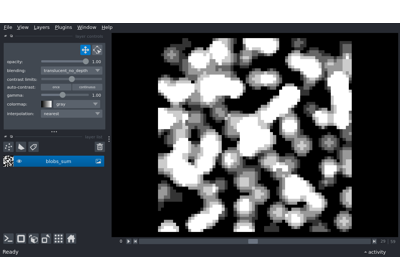 File View Layers Plugins Window Help
opacity: 1.00
blending: translucent_no_depth
contrast limits:
auto-contrast: once continuous
gamma: 1.00
colormap: gray
interpolation: nearest
blobs_sum
Ready
activity